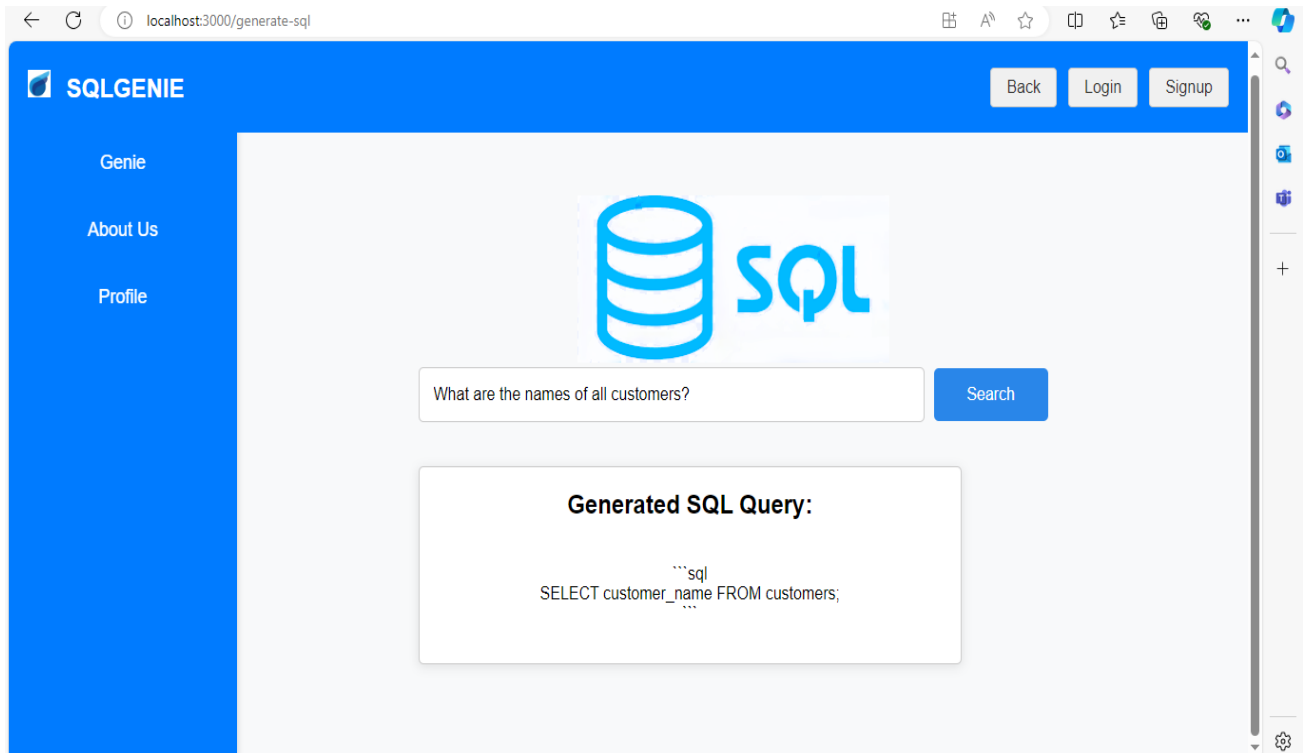 localhost:3000/generate-sql
SQLGENIE
Back
Login
Signup
Genie
About Us
Profile
SQL
What are the names of all customers?
Search
Generated SQL Query:
```sql
SELECT customer_name FROM customers;
```